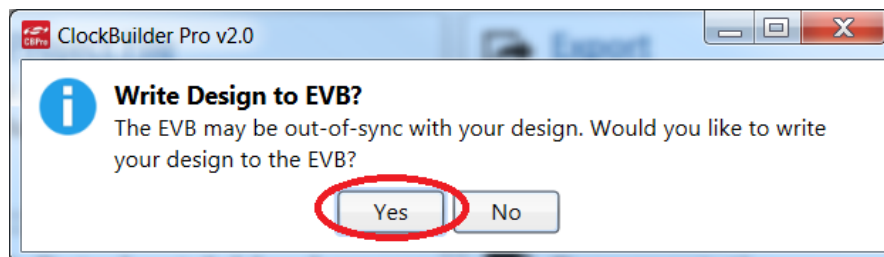 CBPro
ClockBuilder Pro v2.0
Export
Write Design to EVB?
The EVB may be out-of-sync with your design. Would you like to write
your design to the EVB?
Yes
No